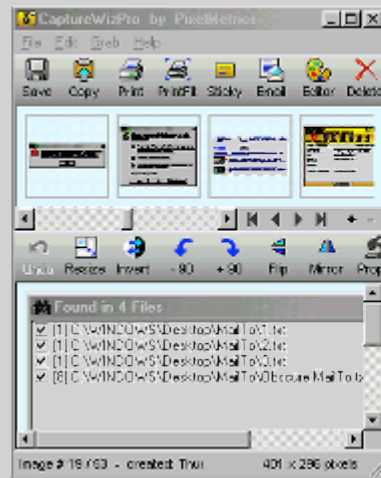 CaptureWizPro by PixelMetrics
File Edit Grab Help
Save Copy Print PrintFit Sticky Email Editor Delete
Undo Resize Invert - 90 + 90 Flip Mirror Prop
Found in 4 Files
[1] C:\WINDOWS\Desktop\MailTo\1.txt
[1] C:\WINDOWS\Desktop\MailTo\2.txt
[1] C:\WINDOWS\Desktop\MailTo\3.txt
[8] C:\WINDOWS\Desktop\MailTo\Obscure MailTo.tx
Image # 19 / 63 - created: Thur 401 x 296 pixels